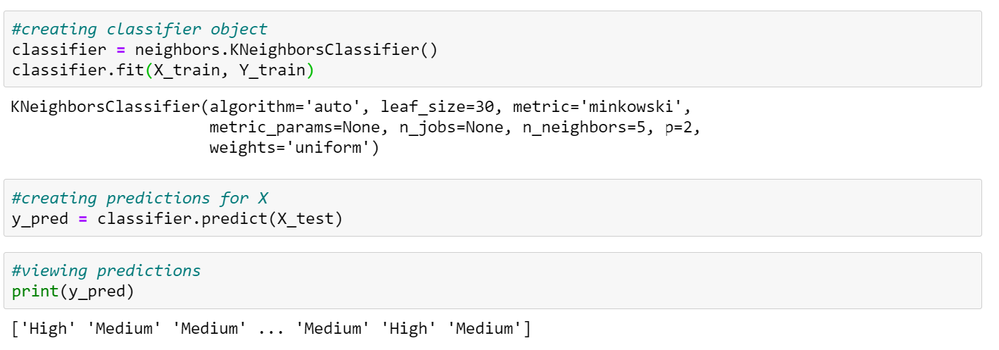 #creating classifier object
classifier = neighbors.KNeighborsClassifier()
classifier.fit(X_train, Y_train)
KNeighborsClassifier(algorithm='auto', leaf_size=30, metric='minkowski',
metric_params=None, n_jobs=None, n_neighbors=5, p=2,
weights='uniform')
#creating predictions for X
y_pred = classifier.predict(X_test)
#viewing predictions
print(y_pred)
['High' 'Medium' 'Medium' ... 'Medium' 'High' 'Medium']